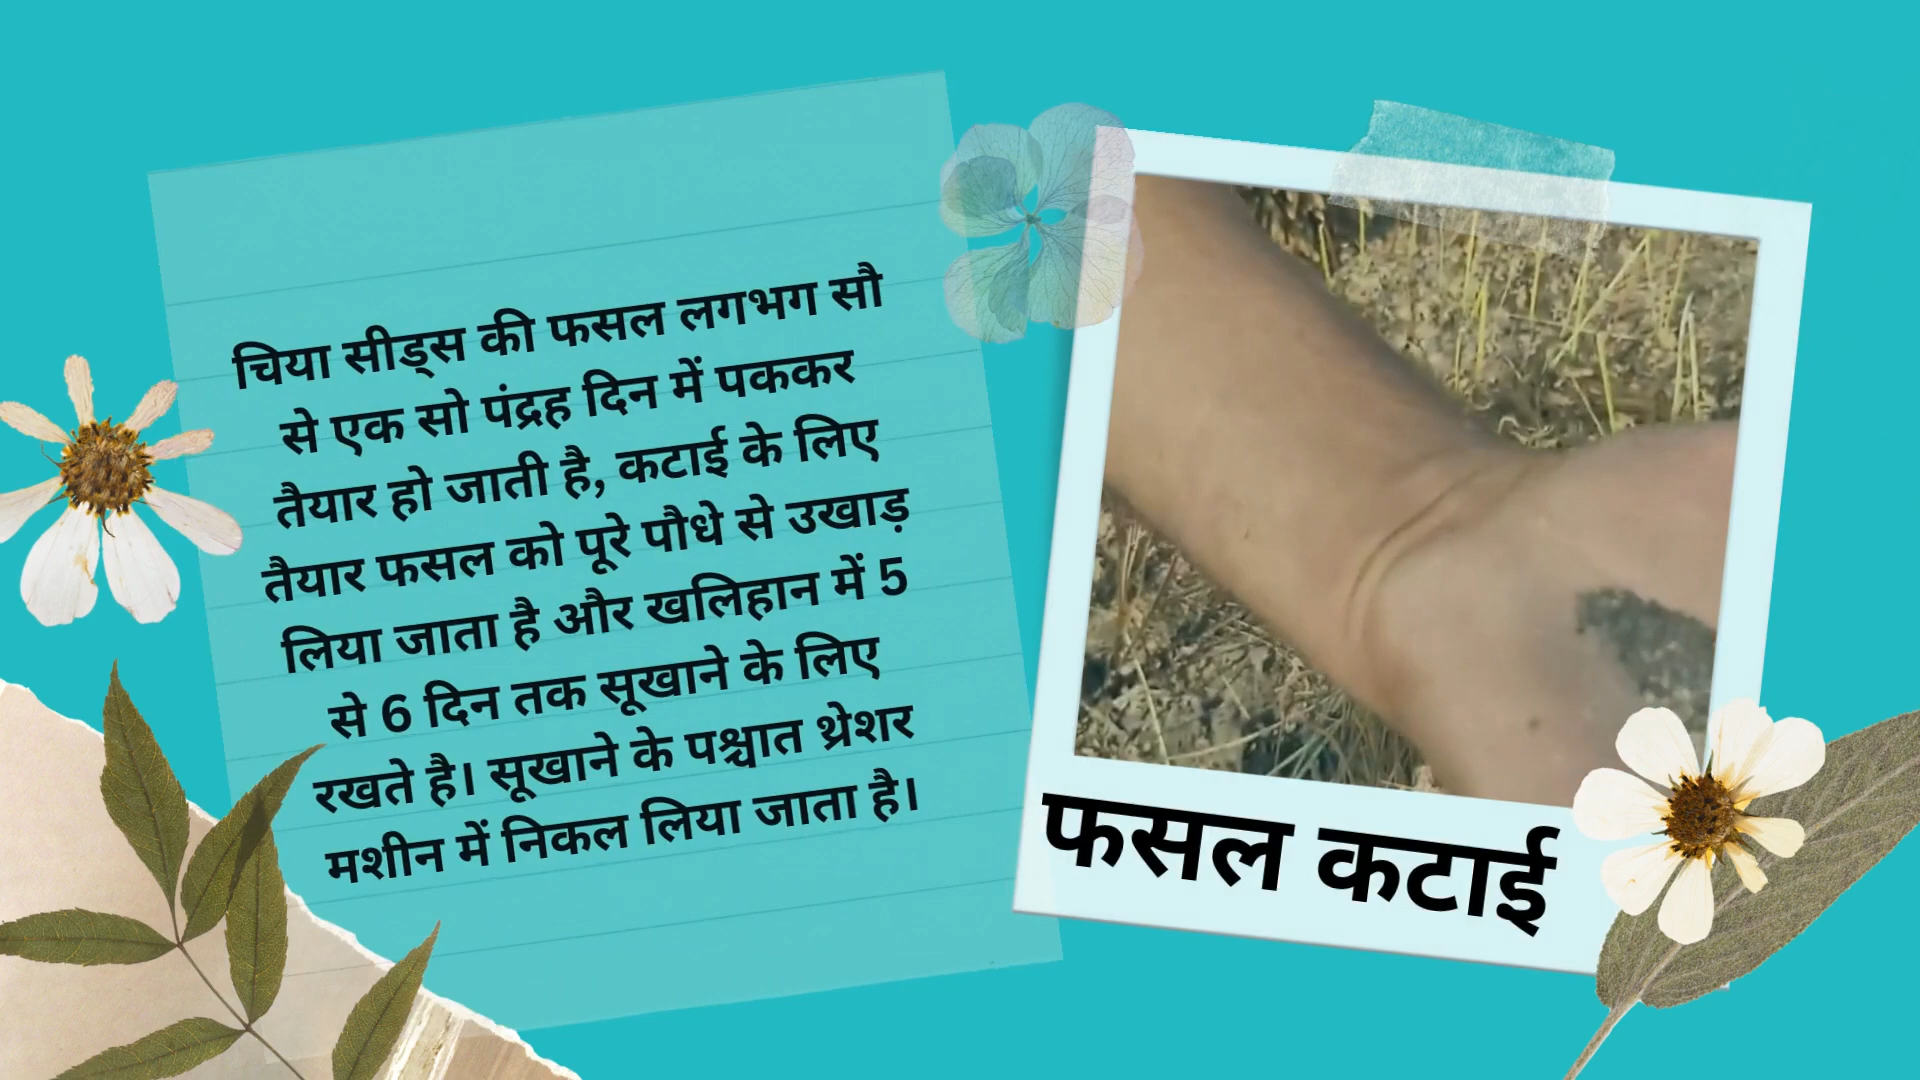 चिया सीड्स की फसल लगभग सौ
से एक सो पंद्रह दिन में पककर
तैयार हो जाती है, कटाई के लिए
तैयार फसल को पूरे पौधे से उखाड़
लिया जाता है और खलिहान में 5
से 6 दिन तक सूखाने के लिए
रखते है। सूखाने के पश्चात थ्रेशर
मशीन में निकल लिया जाता है।
फसल कटाई